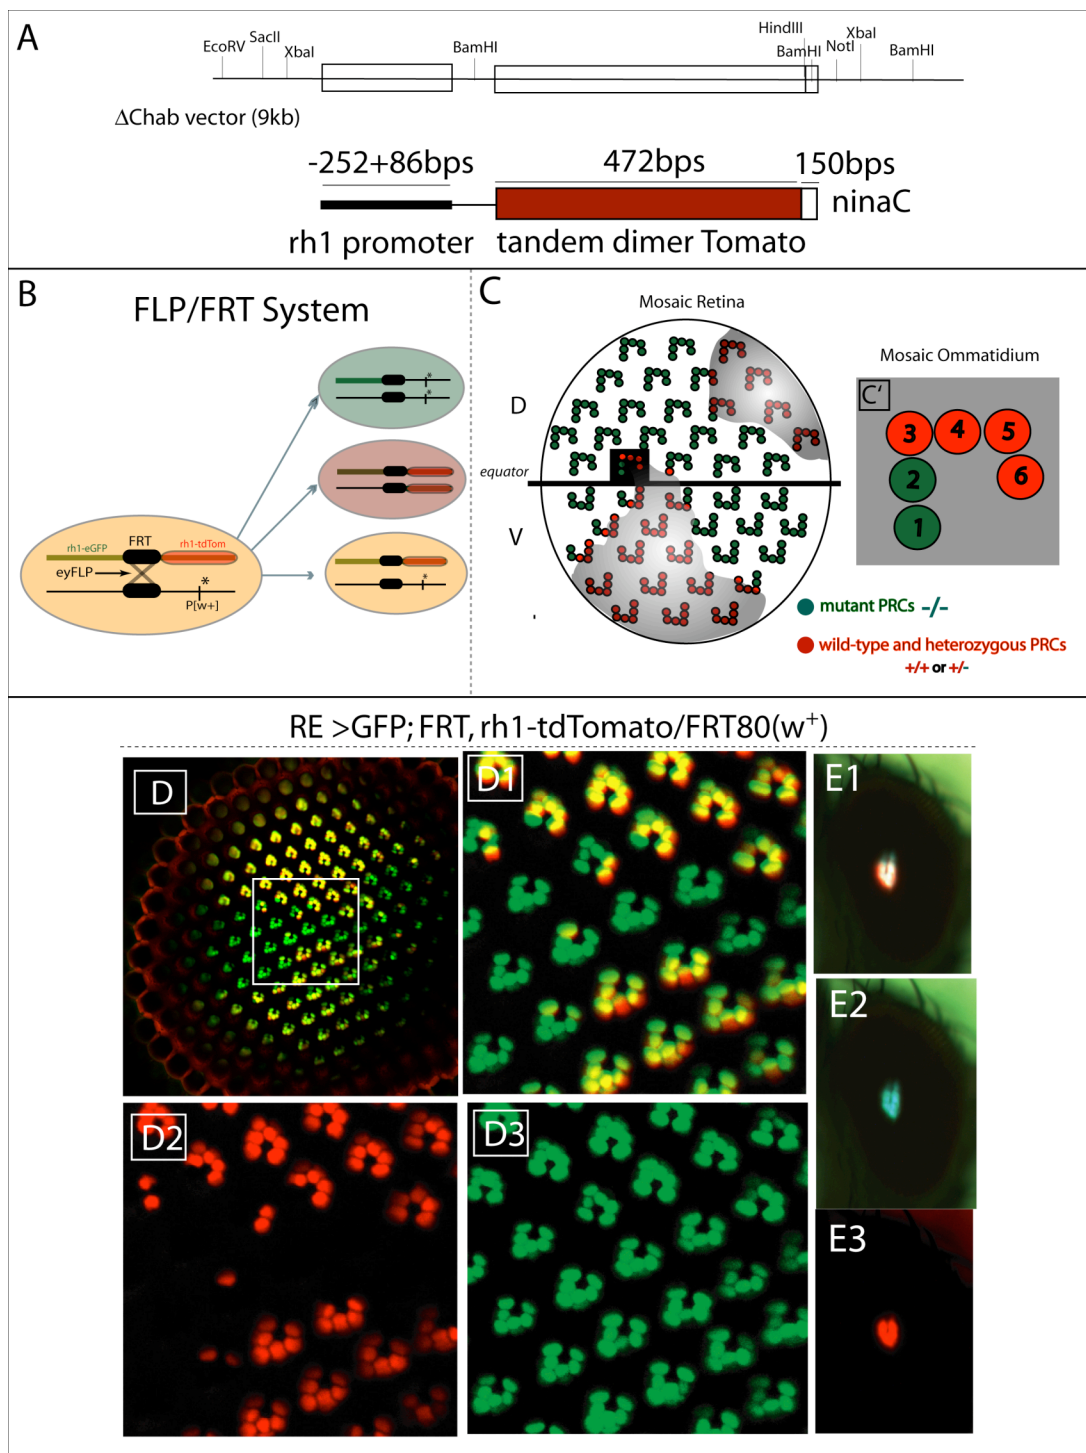 A
EcoRV
SacII
XbaI
BamHI
HindIII
BamHI
NotI
XbaI
BamHI
ΔChab vector (9kb)
-252+86bps
472bps
150bps
ninaC
rh1 promoter
tandem dimer Tomato
B
FLP/FRT System
*
*
*
rh1-eGFP
FRT
rh1-tdTom
eyFLP
*
P[w+]
C
Mosaic Retina
D
equator
V
Mosaic Ommatidium
C'
3 4 5
2 6
1
mutant PRCs -/-
wild-type and heterozygous PRCs
+/+ or +/-
RE >GFP; FRT, rh1-tdTomato/FRT80(w+)
D
D1
E1
E2
D2
D3
E3